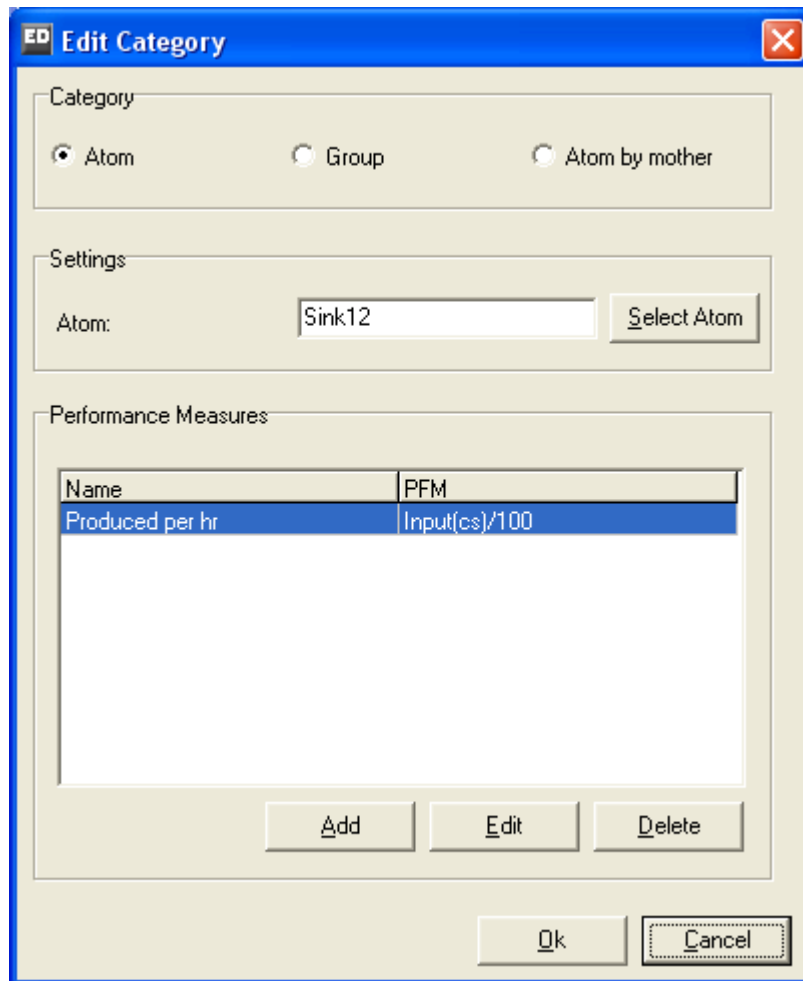 ED Edit Category
Category
Atom Group Atom by mother
Settings
Atom: Sink12 Select Atom
Performance Measures
Name PFM
Produced per hr Input(cs)/100
Add Edit Delete
Ok Cancel